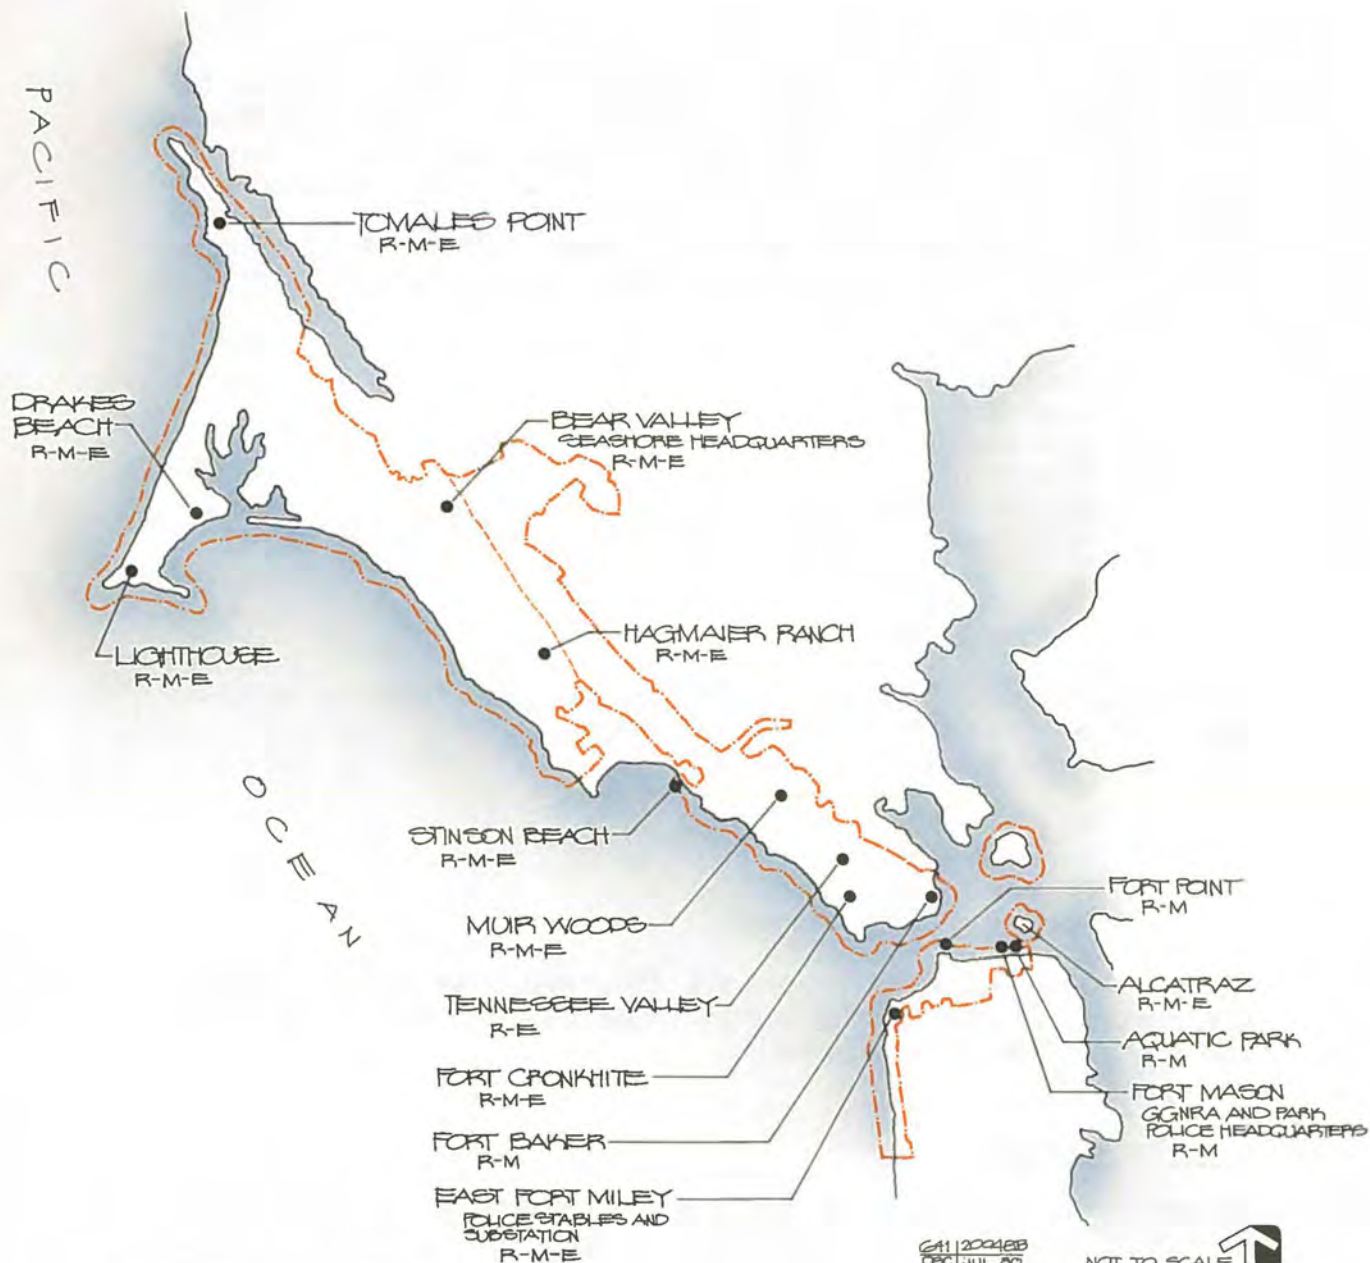 PACIFIC
OCEAN
TOMALES POINT
R-M-E
DRAKES
BEACH
R-M-E
BEAR VALLEY
SEASHORE HEADQUARTERS
R-M-E
LIGHTHOUSE
R-M-E
HAGMAIER RANCH
R-M-E
STINSON BEACH
R-M-E
MUIR WOODS
R-M-E
TENNESSEE VALLEY
R-E
FORT CRONKHITE
R-M-E
FORT BAKER
R-M
EAST FORT MILEY
POLICE STABLES AND
SUBSTATION
R-M-E
FORT POINT
R-M
ALCATRAZ
R-M-E
AQUATIC PARK
R-M
FORT MASON
GGNRA AND PARK
POLICE HEADQUARTERS
R-M
641
NOT TO SCALE